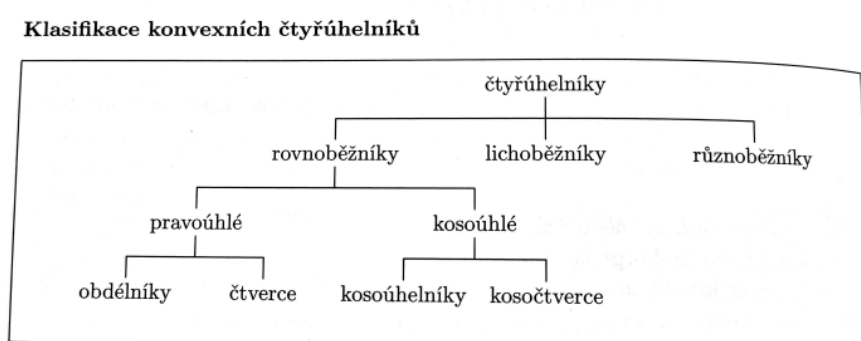 Klasifikace konvexních čtyřúhelníků
čtyřúhelníky
rovnoběžníky lichoběžníky různoběžníky
pravoúhlé kosoúhlé
obdélníky čtverce kosoúhelníky kosočtverce